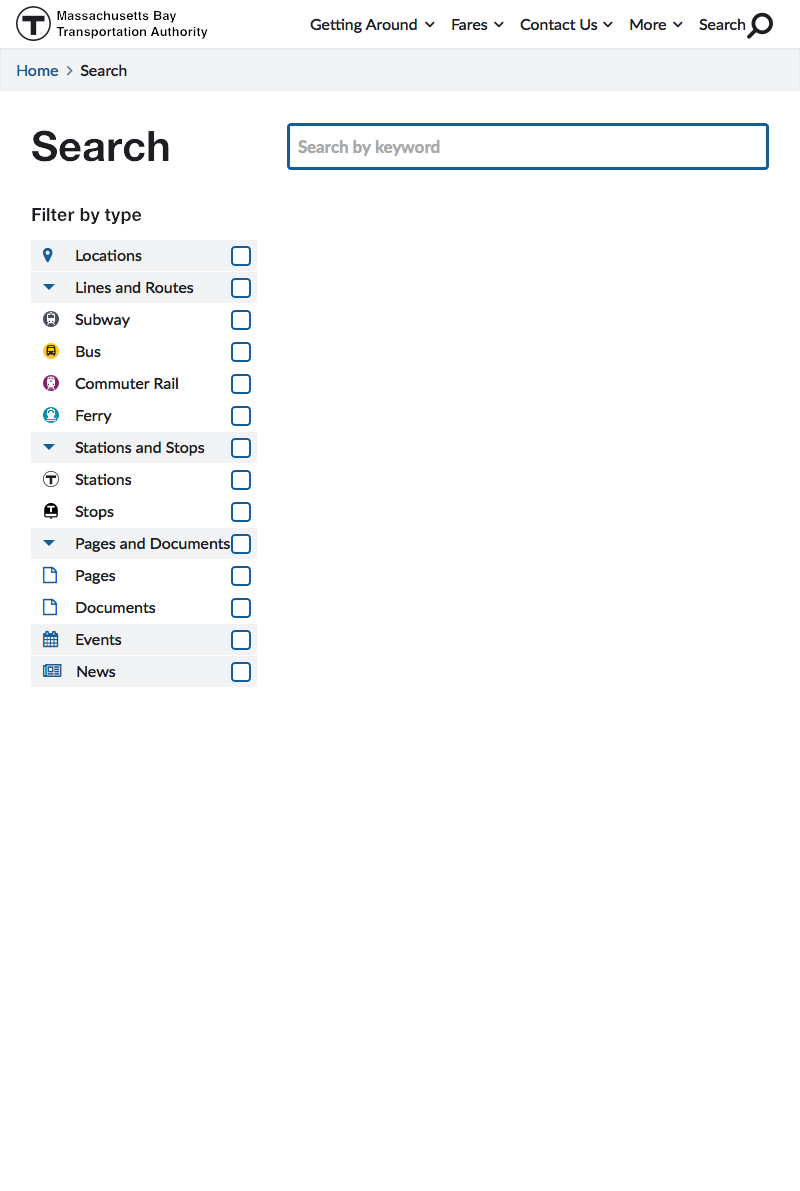 Massachusetts Bay
Transportation Authority
Getting Around
Fares
Contact Us
More
Search
Home > Search
Search
Search by keyword
Filter by type
Locations
Lines and Routes
Subway
Bus
Commuter Rail
Ferry
Stations and Stops
Stations
Stops
Pages and Documents
Pages
Documents
Events
News